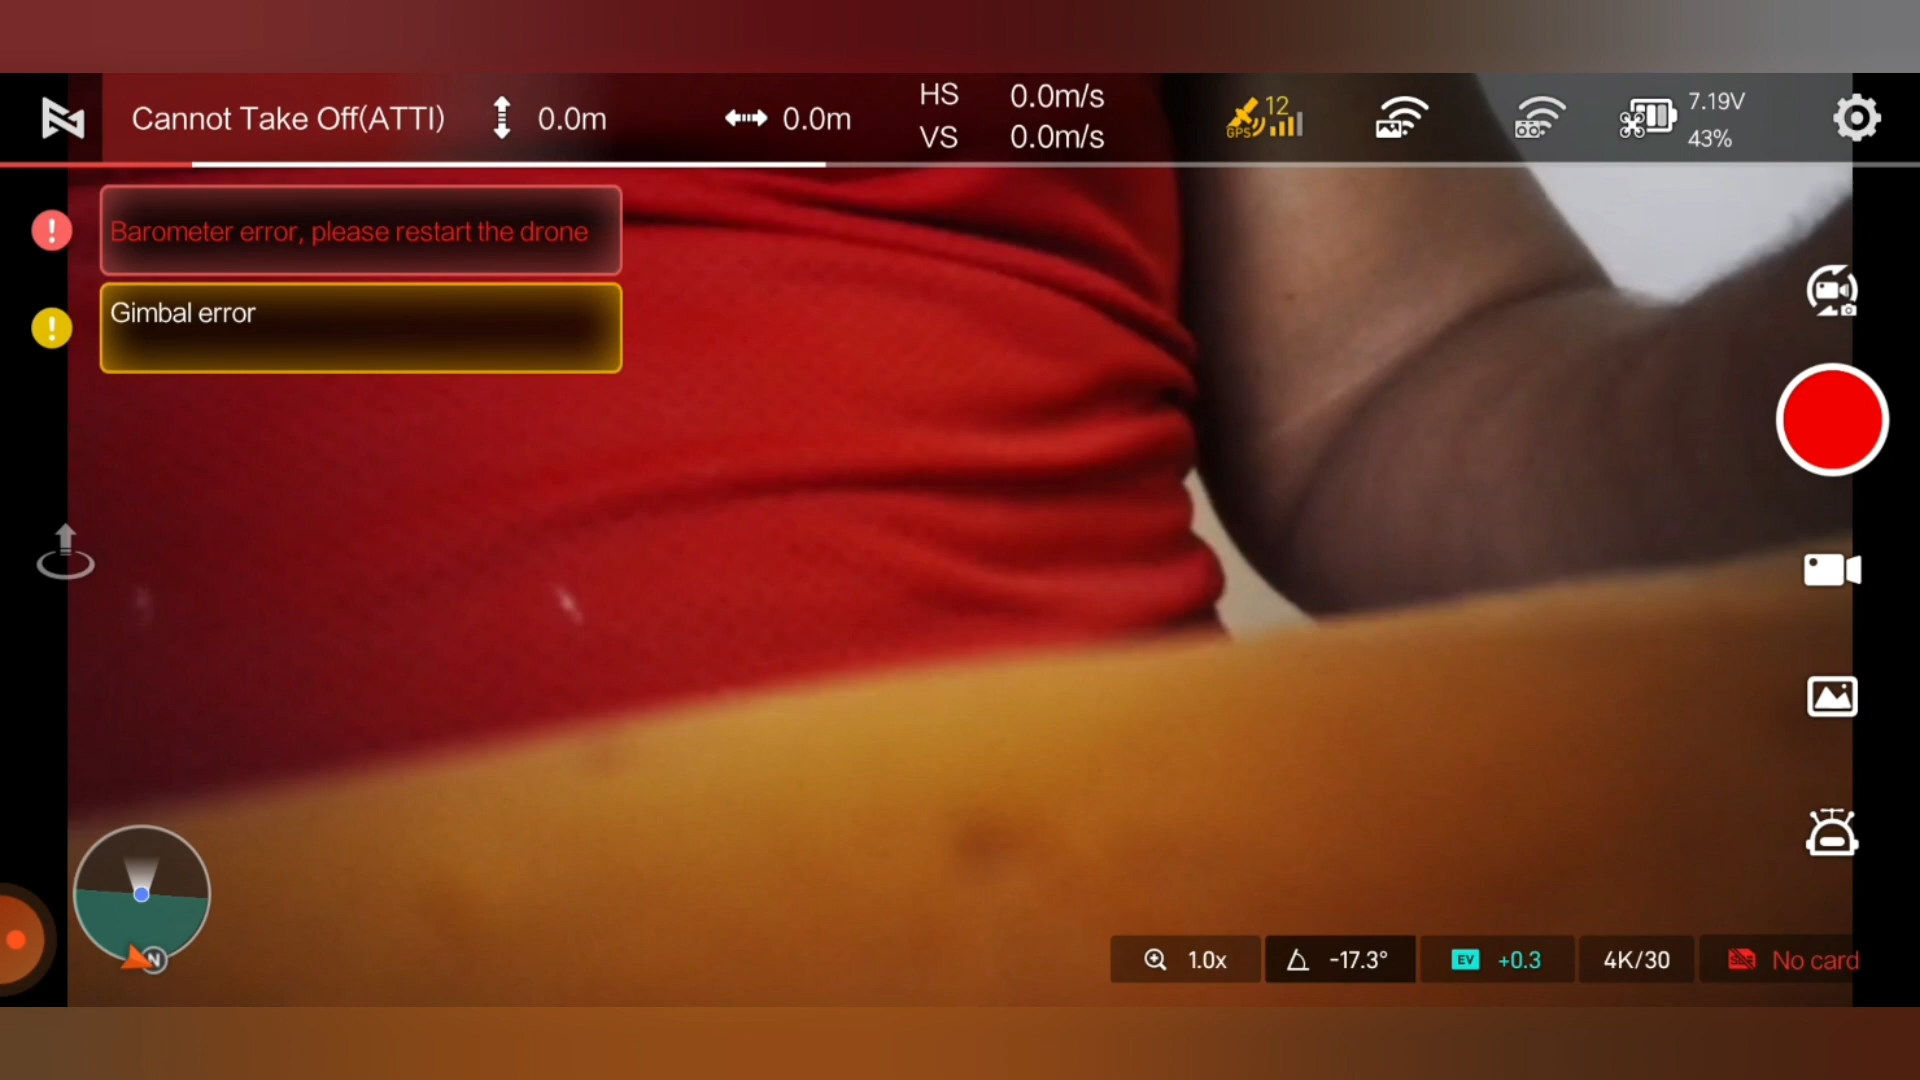 Cannot Take Off(ATTI)
0.0m
0.0m
HS 0.0m/s
VS 0.0m/s
GPS 12
7.19V
43%
Barometer error, please restart the drone
Gimbal error
N
1.0x
-17.3°
EV +0.3
4K/30
No card